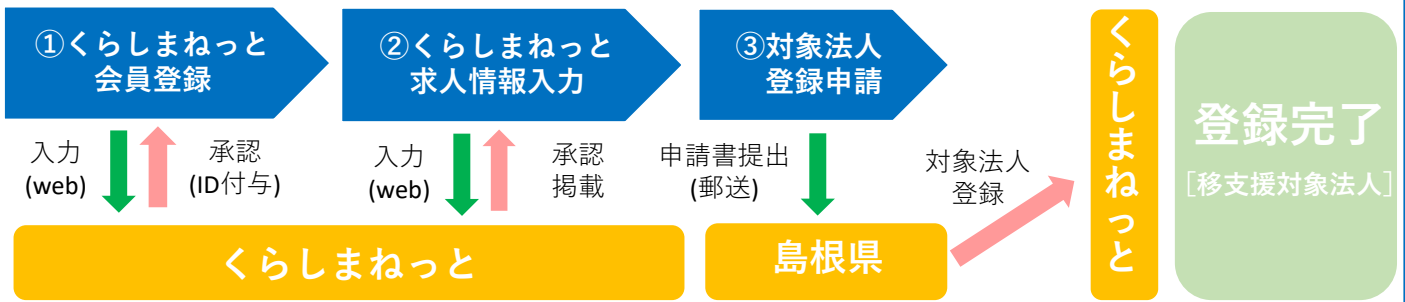 ①くらしまねっと
会員登録
②くらしまねっと
求人情報入力
③対象法人
登録申請
入力
(web)
承認
(ID付与)
入力
(web)
承認
掲載
申請書提出
(郵送)
対象法人
登録
くらしまねっと
島根県
くらしまねっと
登録完了
[移支援対象法人]